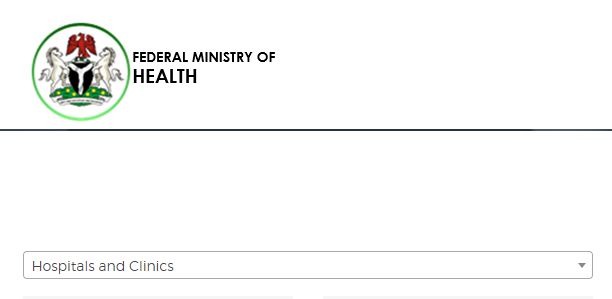 FEDERAL MINISTRY OF
HEALTH
Hospitals and Clinics